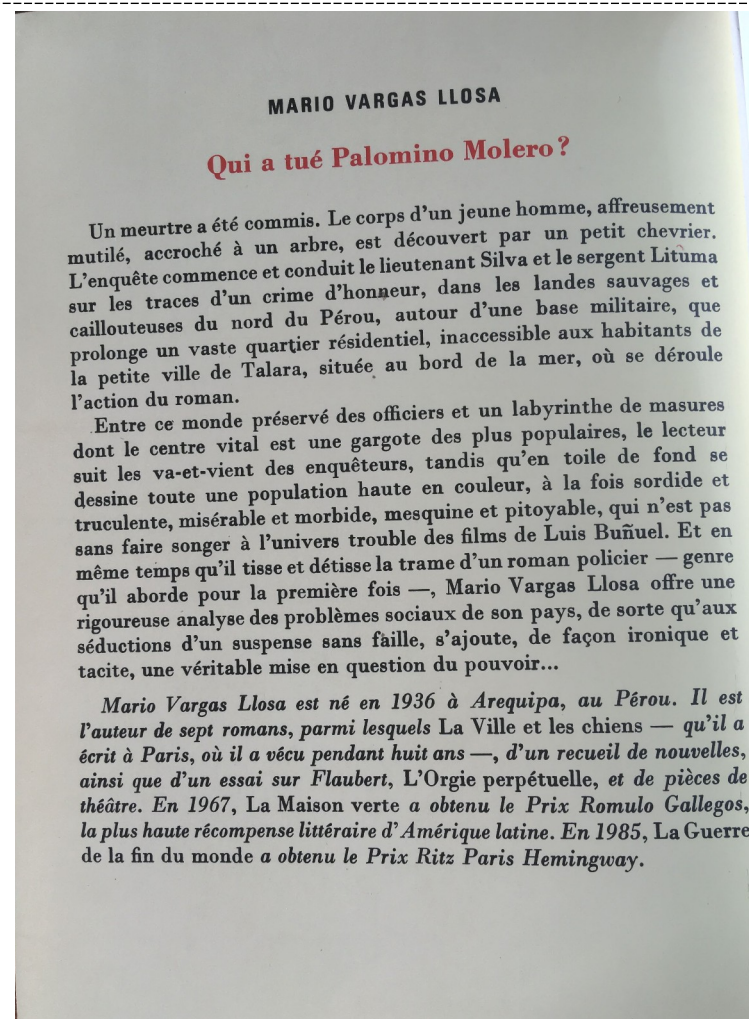 MARIO VARGAS LLOSA
Qui a tué Palomino Molero ?
Un meurtre a été commis. Le corps d'un jeune homme, affreusement
mutilé, accroché à un arbre, est découvert par un petit chevrier.
L'enquête commence et conduit le lieutenant Silva et le sergent Lituma
sur les traces d'un crime d'honneur, dans les landes sauvages et
caillouteuses du nord du Pérou, autour d'une base militaire, que
prolonge un vaste quartier résidentiel, inaccessible aux habitants de
la petite ville de Talara, située au bord de la mer, où se déroule
l'action du roman.
Entre ce monde préservé des officiers et un labyrinthe de masures
dont le centre vital est une gargote des plus populaires, le lecteur
suit les va-et-vient des enquêteurs, tandis qu'en toile de fond se
dessine toute une population haute en couleur, à la fois sordide et
truculente, misérable et morbide, mesquine et pitoyable, qui n'est pas
sans faire songer à l'univers trouble des films de Luis Buñuel. Et en
même temps qu'il tisse et détisse la trame d'un roman policier — genre
qu'il aborde pour la première fois —, Mario Vargas Llosa offre une
rigoureuse analyse des problèmes sociaux de son pays, de sorte qu'aux
séductions d'un suspense sans faille, s'ajoute, de façon ironique et
tacite, une véritable mise en question du pouvoir...
Mario Vargas Llosa est né en 1936 à Arequipa, au Pérou. Il est
l'auteur de sept romans, parmi lesquels La Ville et les chiens — qu'il a
écrit à Paris, où il a vécu pendant huit ans —, d'un recueil de nouvelles,
ainsi que d'un essai sur Flaubert, L'Orgie perpétuelle, et de pièces de
théâtre. En 1967, La Maison verte a obtenu le Prix Romulo Gallegos,
la plus haute récompense littéraire d'Amérique latine. En 1985, La Guerre
de la fin du monde a obtenu le Prix Ritz Paris Hemingway.